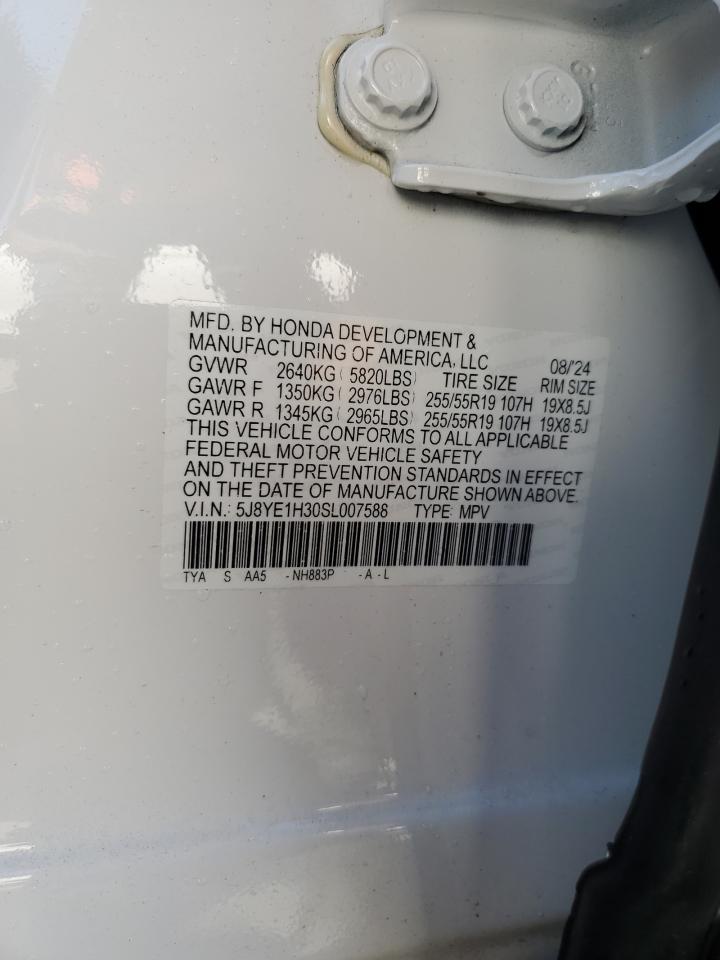 MFD. BY HONDA DEVELOPMENT &
MANUFACTURING OF AMERICA, LLC 08/'24
GVWR 2640KG ( 5820LBS) TIRE SIZE RIM SIZE
GAWR F 1350KG ( 2976LBS) 255/55R19 107H 19X8.5J
GAWR R 1345KG ( 2965LBS) 255/55R19 107H 19X8.5J
THIS VEHICLE CONFORMS TO ALL APPLICABLE
FEDERAL MOTOR VEHICLE SAFETY
AND THEFT PREVENTION STANDARDS IN EFFECT
ON THE DATE OF MANUFACTURE SHOWN ABOVE.
V.I.N.: 5J8YE1H30SL007588 TYPE: MPV
TYA S AA5 -NH883P -A - L